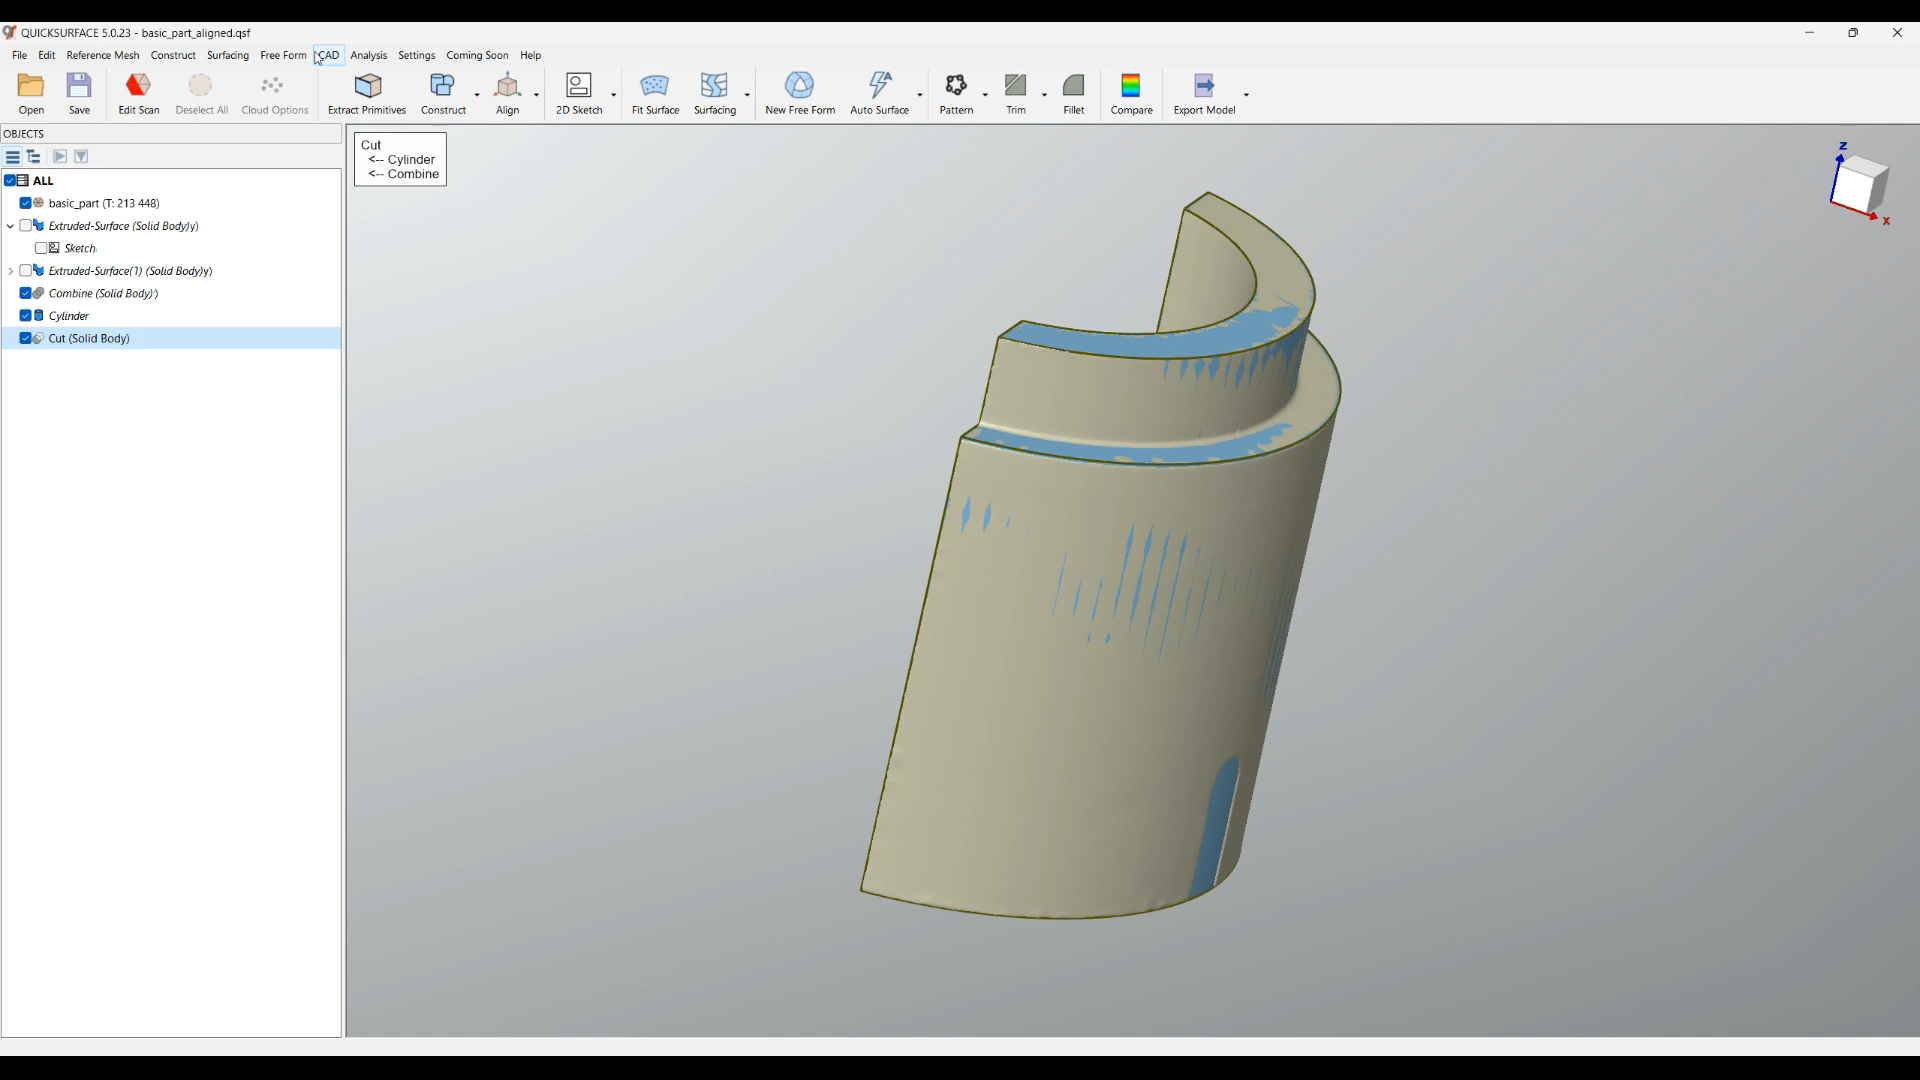 QUICKSURFACE 5.0.23 - basic_part_aligned.qsf
File Edit Reference Mesh Construct Surfacing Free Form CAD Analysis Settings Coming Soon Help
Open Save Edit Scan Deselect All Cloud Options Extract Primitives Construct Align 2D Sketch Fit Surface Surfacing New Free Form Auto Surface Pattern Trim Fillet Compare Export Model
OBJECTS
ALL
basic_part (T: 213 448)
Extruded-Surface (Solid Body)y)
Sketch
Extruded-Surface(1) (Solid Body)y)
Combine (Solid Body))
Cylinder
Cut (Solid Body)
Cut
<-- Cylinder
<-- Combine
Z
X